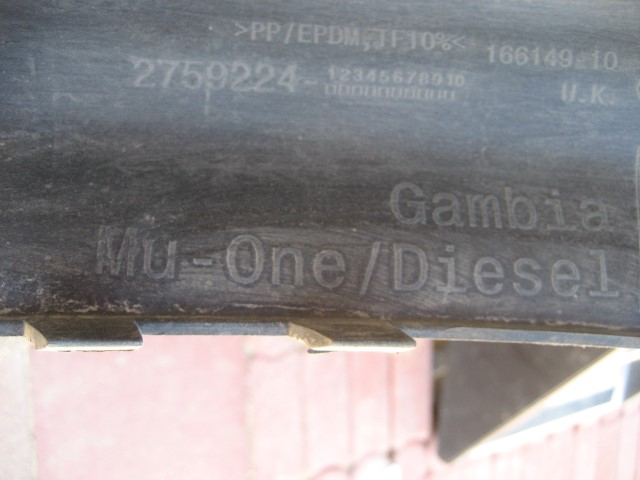 >PP/EPDM,TF10%<
166149-10
2759224- 12345678910
U.K.
Gambia
Mu-One/Diesel